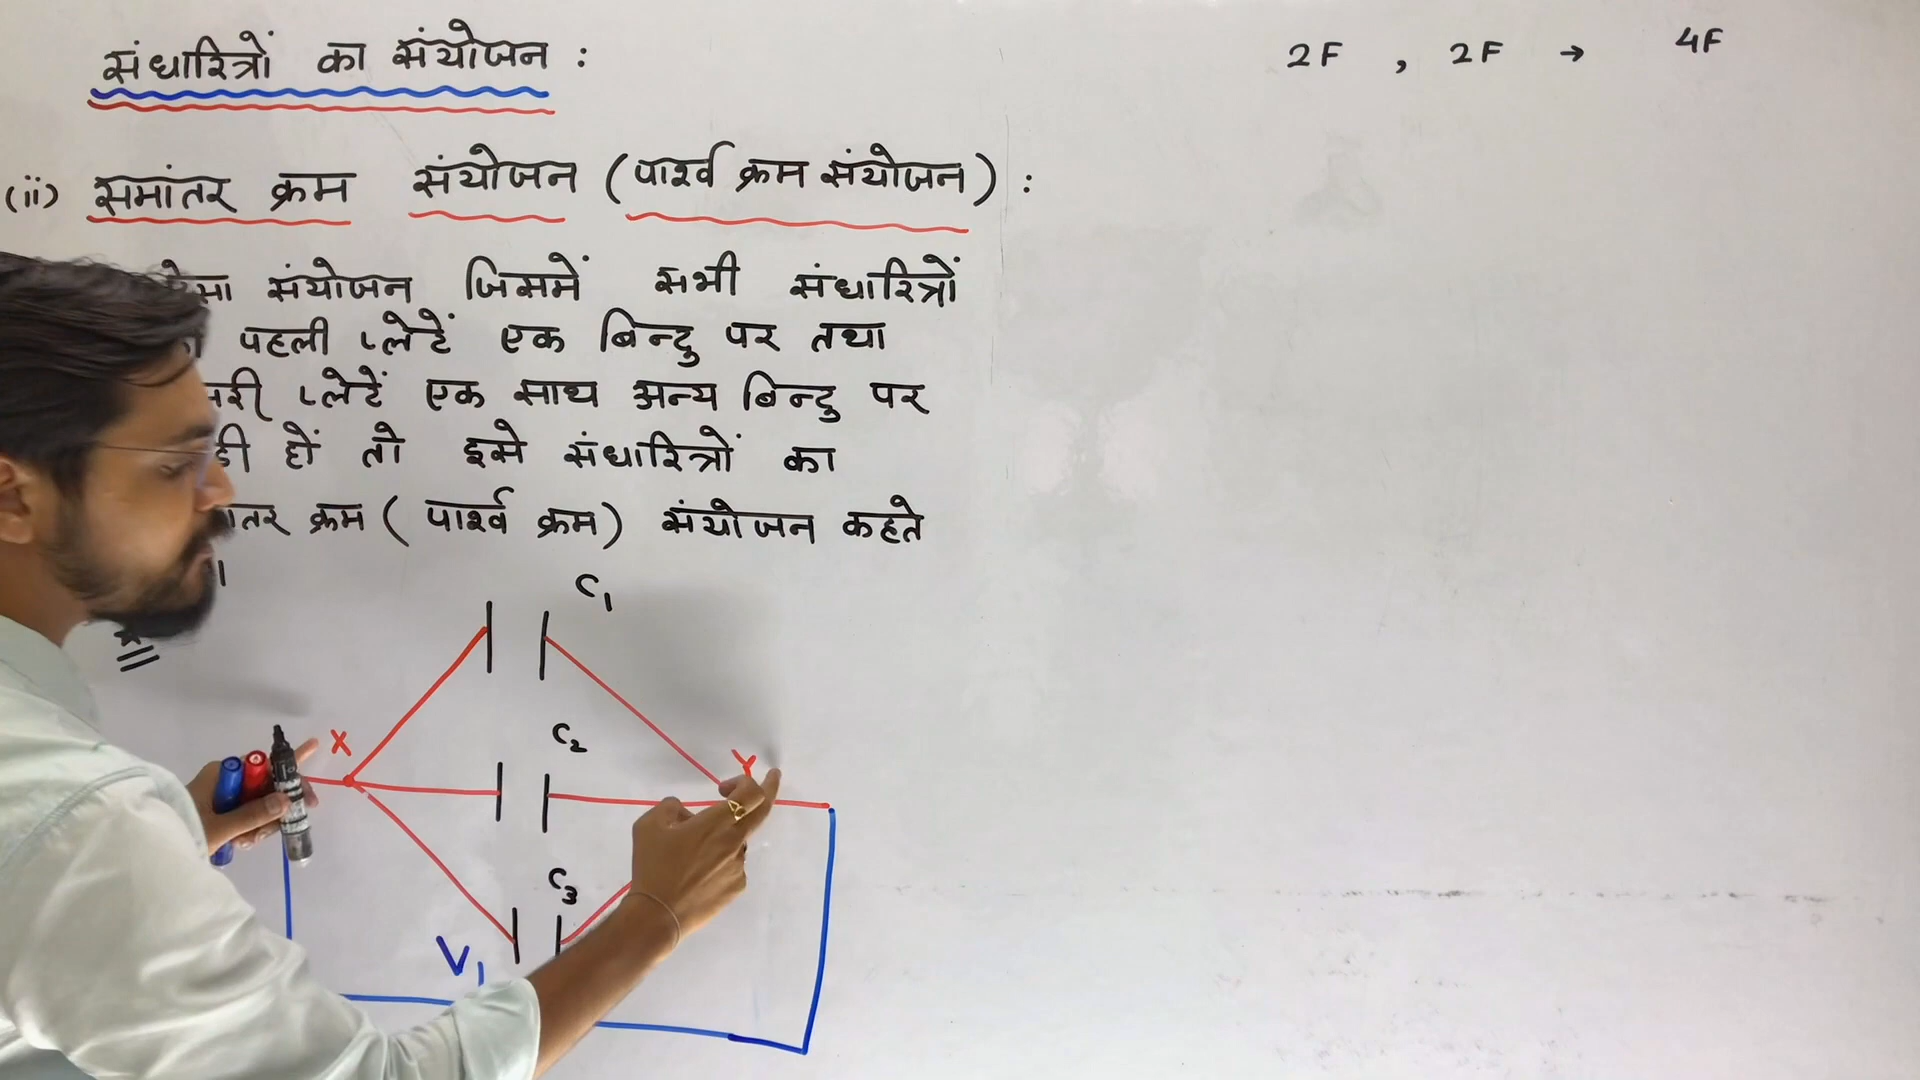 संधारित्रों का संयोजन :
2F , 2F → 4F
(ii) समांतर क्रम संयोजन (पार्श्व क्रम संयोजन) :
संयोजन जिसमें सभी संधारित्रों
पहली प्लेटें एक बिन्दु पर तथा
प्लेटें एक साथ अन्य बिन्दु पर
हों तो इसे संधारित्रों का
क्रम ( पार्श्व क्रम) संयोजन कहते
C₁
C₂
X
Y
C₃
V₁